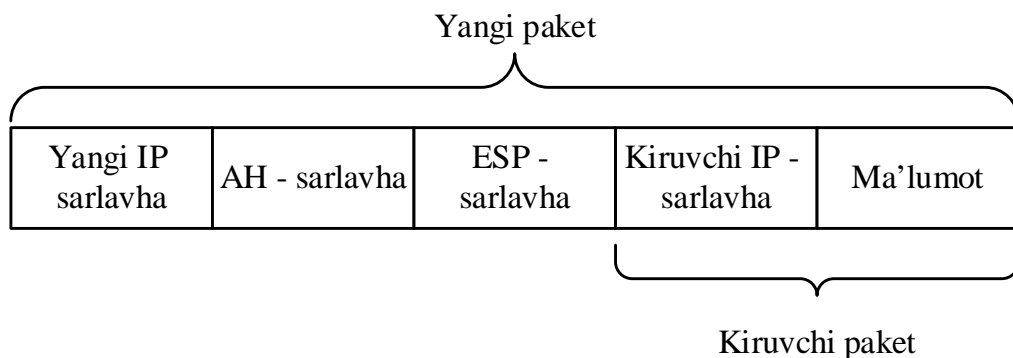 Yangi paket
Yangi IP
sarlavha
AH - sarlavha
ESP -
sarlavha
Kiruvchi IP -
sarlavha
Ma’lumot
Kiruvchi paket